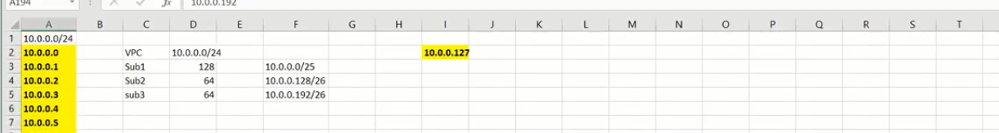 A194 fx 10.0.0.192
A B C D E F G H I J K L M N O P Q R S T
1 10.0.0.0/24
2 10.0.0.0 VPC 10.0.0.0/24 10.0.0.127
3 10.0.0.1 Sub1 128 10.0.0.0/25
4 10.0.0.2 Sub2 64 10.0.0.128/26
5 10.0.0.3 sub3 64 10.0.0.192/26
6 10.0.0.4
7 10.0.0.5